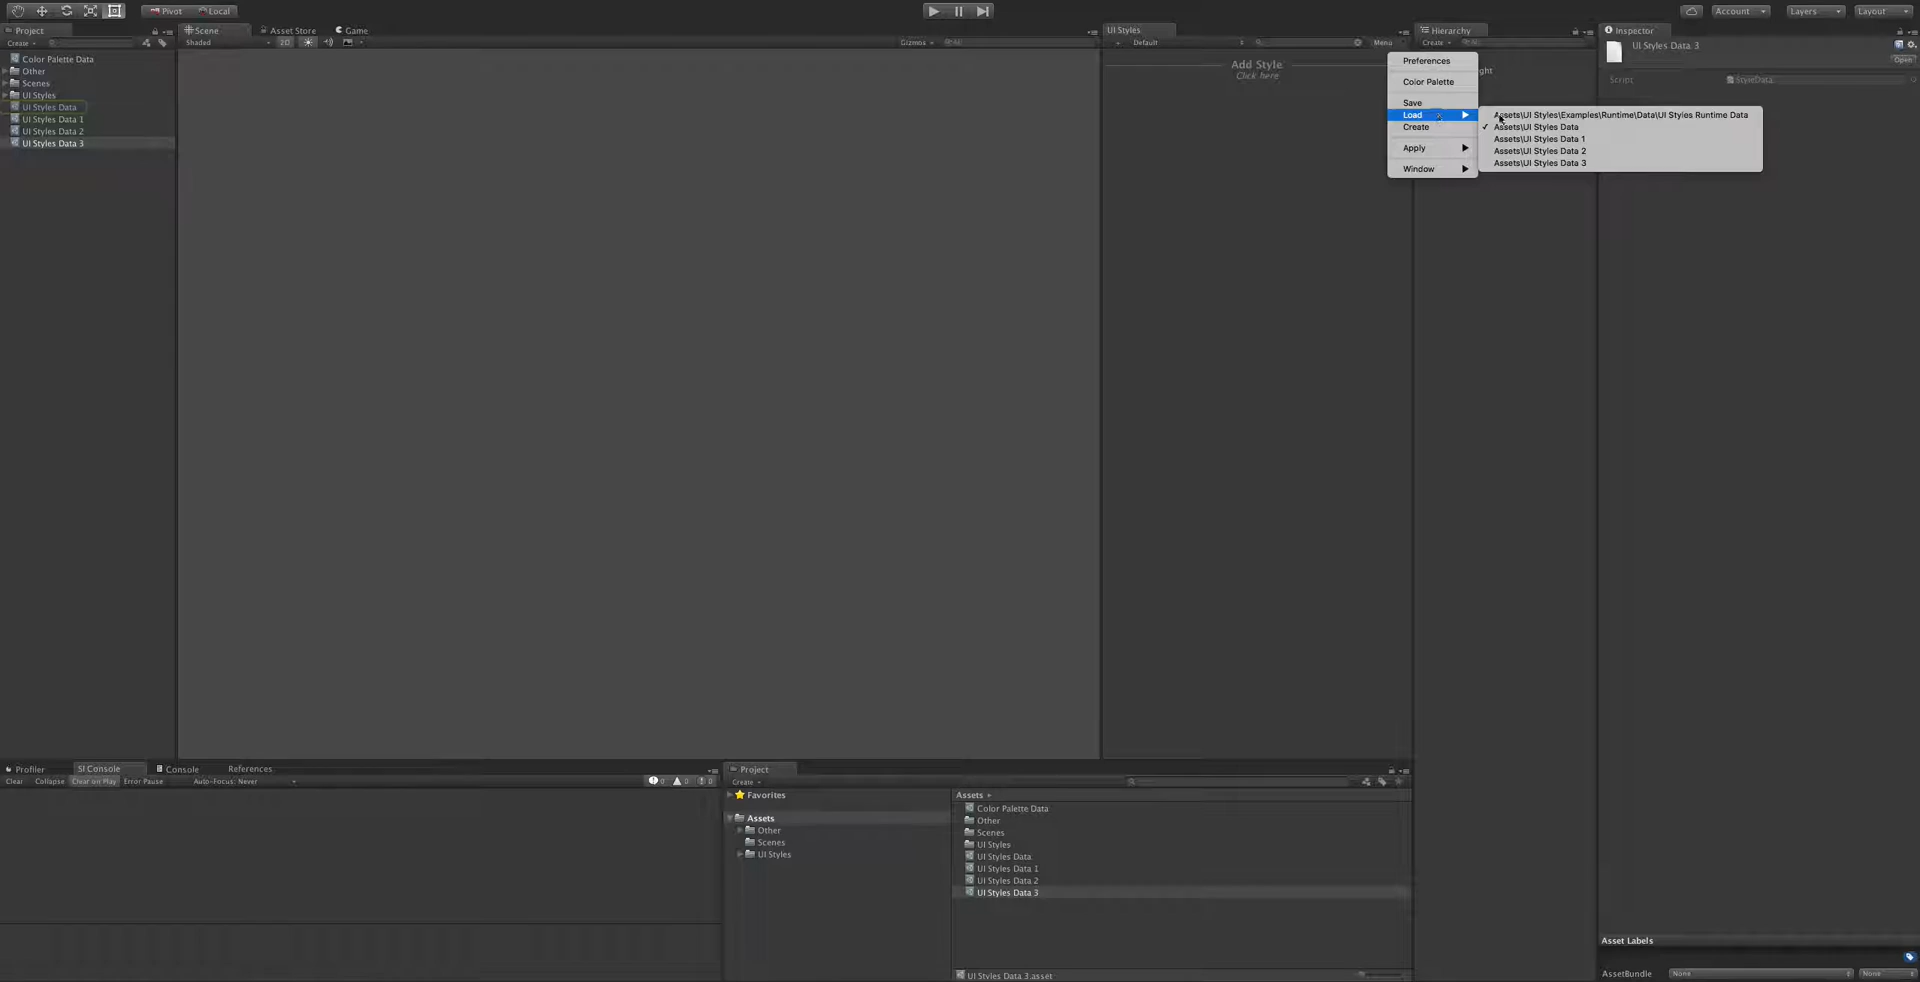 Pivot Local
Account Layers Layout
Project
Create
Color Palette Data
Other
Scenes
UI Styles
UI Styles Data
UI Styles Data 1
UI Styles Data 2
UI Styles Data 3
Scene Asset Store Game
Shaded 2D Gizmos All
UI Styles
Default Menu
Add Style
Click here
Preferences
Color Palette
Save
Load
Create
Apply
Window
Assets\UI Styles\Examples\Runtime\Data\UI Styles Runtime Data
Assets\UI Styles Data
Assets\UI Styles Data 1
Assets\UI Styles Data 2
Assets\UI Styles Data 3
Hierarchy
Create All
ght
Inspector
UI Styles Data 3
Open
Script StyleData
Profiler SI Console Console References
Clear Collapse Clear on Play Error Pause Auto-Focus: Never 0 0 0
Project
Create
Favorites
Assets
Other
Scenes
UI Styles
Assets
Color Palette Data
Other
Scenes
UI Styles
UI Styles Data
UI Styles Data 1
UI Styles Data 2
UI Styles Data 3
UI Styles Data 3.asset
Asset Labels
AssetBundle None None